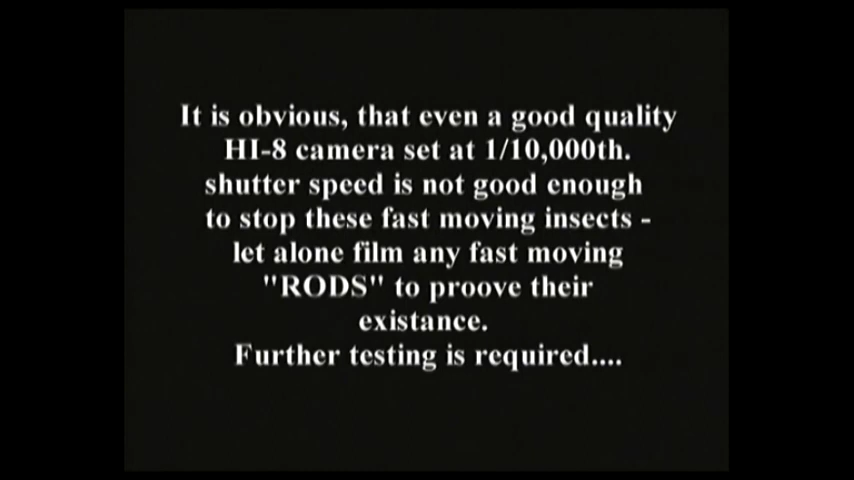 It is obvious, that even a good quality
HI-8 camera set at 1/10,000th.
shutter speed is not good enough
to stop these fast moving insects -
let alone film any fast moving
"RODS" to proove their
existance.
Further testing is required....